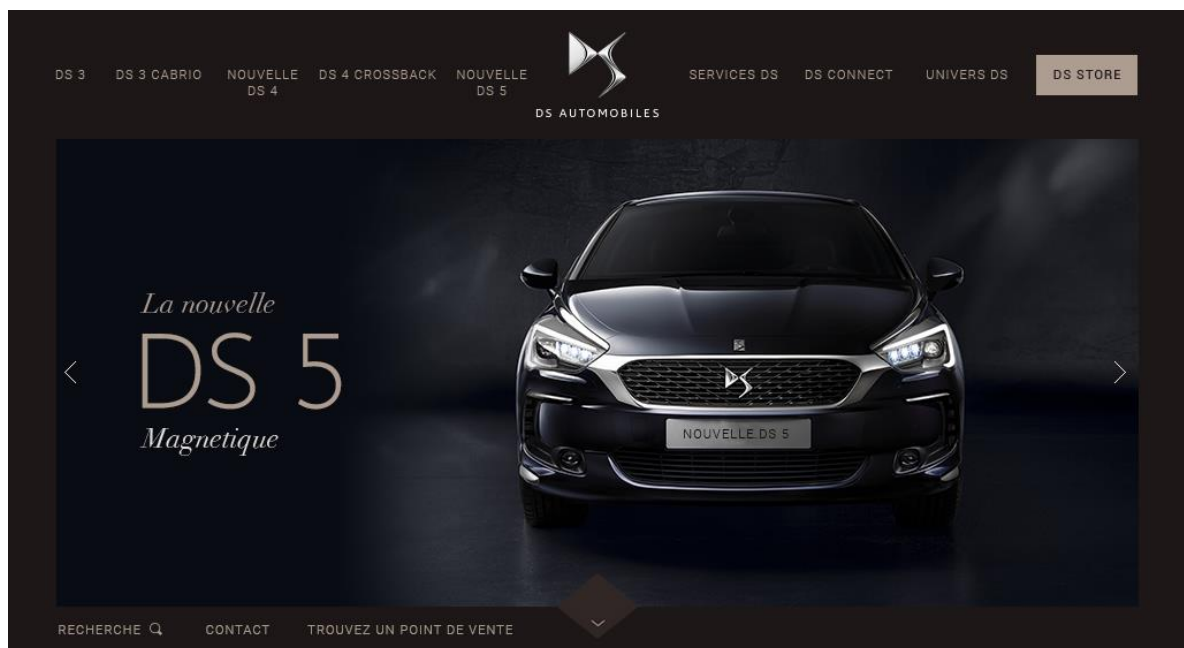 DS 3
DS 3 CABRIO
NOUVELLE
DS 4
DS 4 CROSSBACK
NOUVELLE
DS 5
DS AUTOMOBILES
SERVICES DS
DS CONNECT
UNIVERS DS
DS STORE
La nouvelle
DS 5
Magnetique
NOUVELLE DS 5
RECHERCHE
CONTACT
TROUVEZ UN POINT DE VENTE